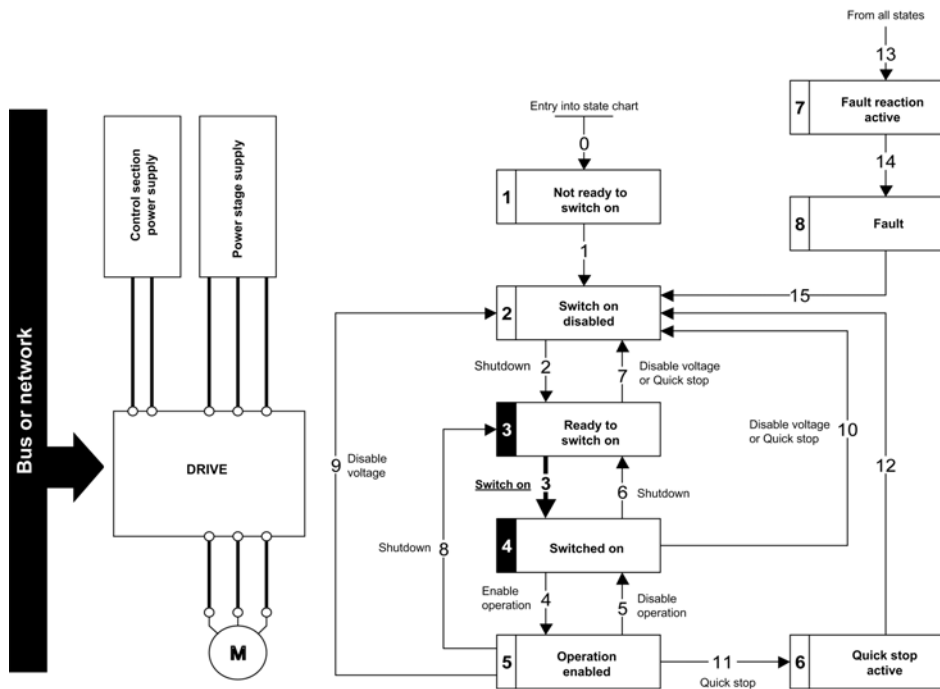 Bus or network
Control section
power supply
Power stage supply
DRIVE
M
From all states
13
7
Fault reaction
active
14
8
Fault
15
Entry into state chart
0
1
Not ready to
switch on
1
2
Switch on
disabled
Shutdown
2
7
Disable voltage
or Quick stop
3
Ready to
switch on
Switch on
3
6
Shutdown
4
Switched on
Enable
operation
4
5
Disable
operation
5
Operation
enabled
9
Disable
voltage
Shutdown
8
Disable voltage
or Quick stop
10
12
11
Quick stop
6
Quick stop
active